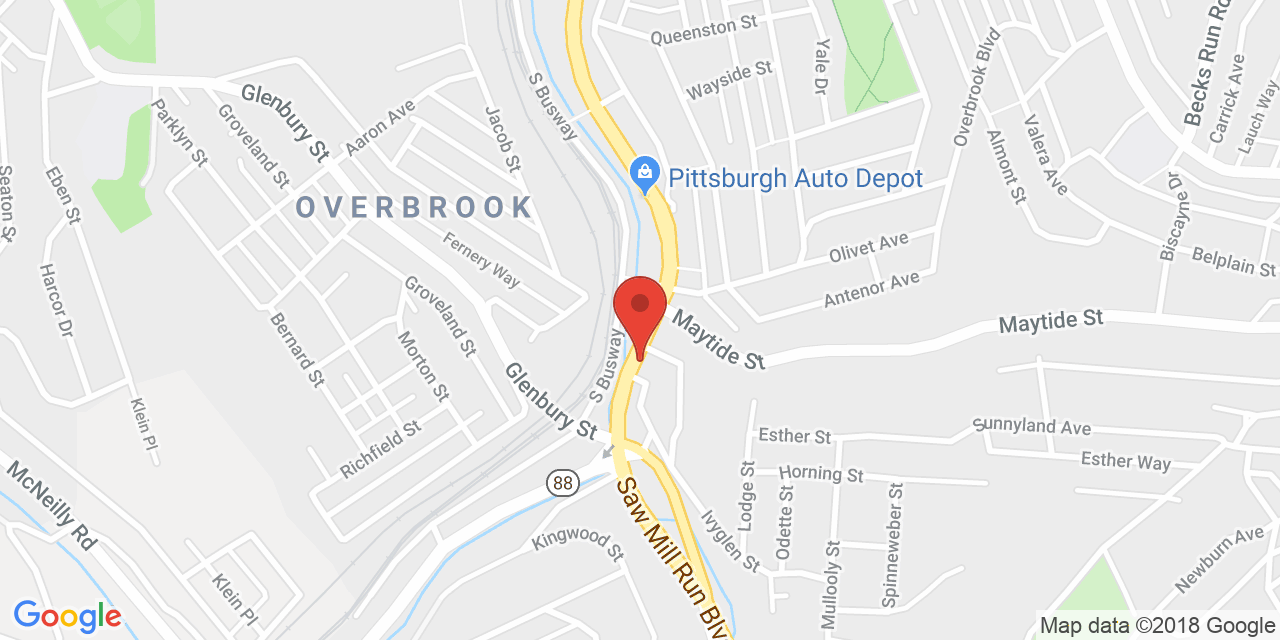 Queenston St
Wayside St
Yale Dr
Overbrook Blvd
Becks Run Rd
Carrick Ave
Lauch Way
S Busway
Glenbury St
Aaron Ave
Jacob St
Parklyn St
Groveland St
Eben St
Seaton St
Almont St
Valera Ave
Biscayne Dr
Belplain St
Pittsburgh Auto Depot
OVERBROOK
Fernery Way
Olivet Ave
Antenor Ave
Harcor Dr
Groveland St
Bernard St
Morton St
S Busway
Maytide St
Maytide St
Glenbury St
Klein Pl
Richfield St
Esther St
Sunnyland Ave
Esther Way
Horning St
McNeilly Rd
88
Saw Mill Run Blv
Lodge St
Odette St
Ivyglen St
Mullooly St
Spinneweber St
Kingwood St
Newburn Ave
Klein Pl
Google
Map data ©2018 Google